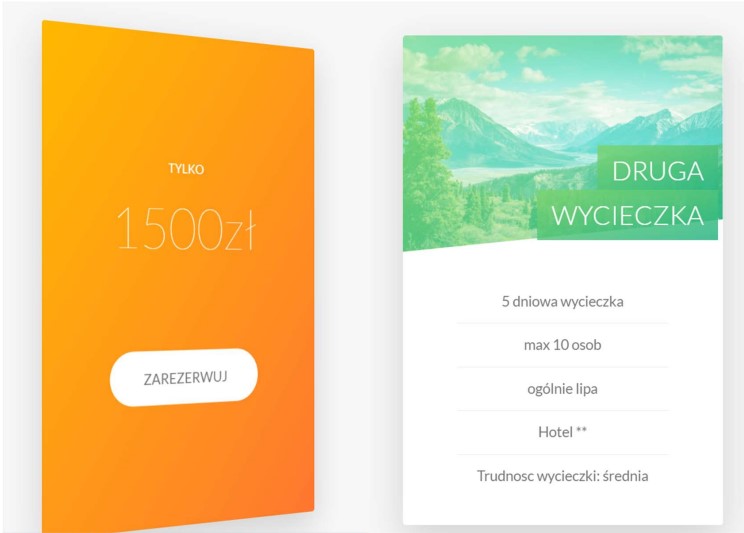 TYLKO
1500zł
ZAREZERWUJ
DRUGA
WYCIECZKA
5 dniowa wycieczka
max 10 osob
ogólnie lipa
Hotel **
Trudnosc wycieczki: średnia